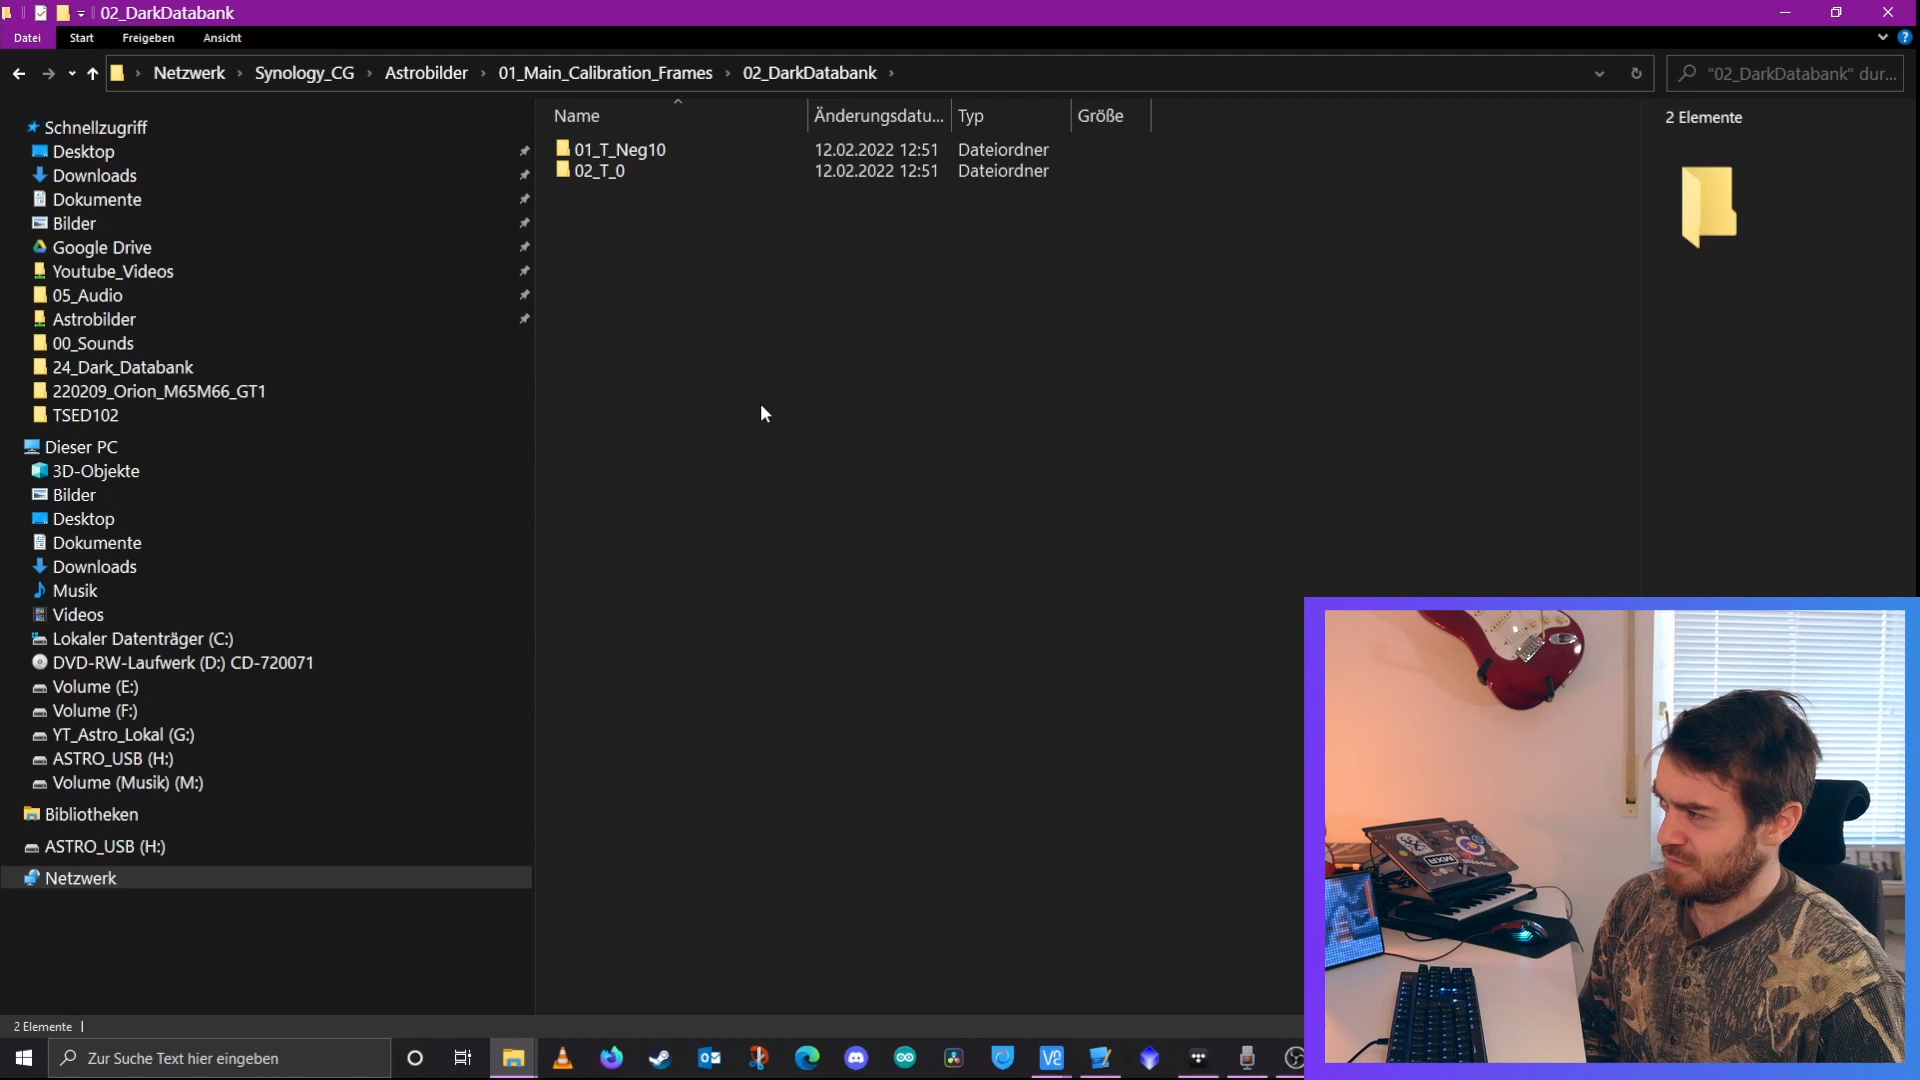 02_DarkDatabank
Datei Start Freigeben Ansicht
Netzwerk Synology_CG Astrobilder 01_Main_Calibration_Frames 02_DarkDatabank
"02_DarkDatabank" dur...
Schnellzugriff
Desktop
Downloads
Dokumente
Bilder
Google Drive
Youtube_Videos
05_Audio
Astrobilder
00_Sounds
24_Dark_Databank
220209_Orion_M65M66_GT1
TSED102
Dieser PC
3D-Objekte
Bilder
Desktop
Dokumente
Downloads
Musik
Videos
Lokaler Datenträger (C:)
DVD-RW-Laufwerk (D:) CD-720071
Volume (E:)
Volume (F:)
YT_Astro_Lokal (G:)
ASTRO_USB (H:)
Volume (Musik) (M:)
Bibliotheken
ASTRO_USB (H:)
Netzwerk
Name Änderungsdatu... Typ Größe
01_T_Neg10 12.02.2022 12:51 Dateiordner
02_T_0 12.02.2022 12:51 Dateiordner
2 Elemente
MXR
2 Elemente
Zur Suche Text hier eingeben